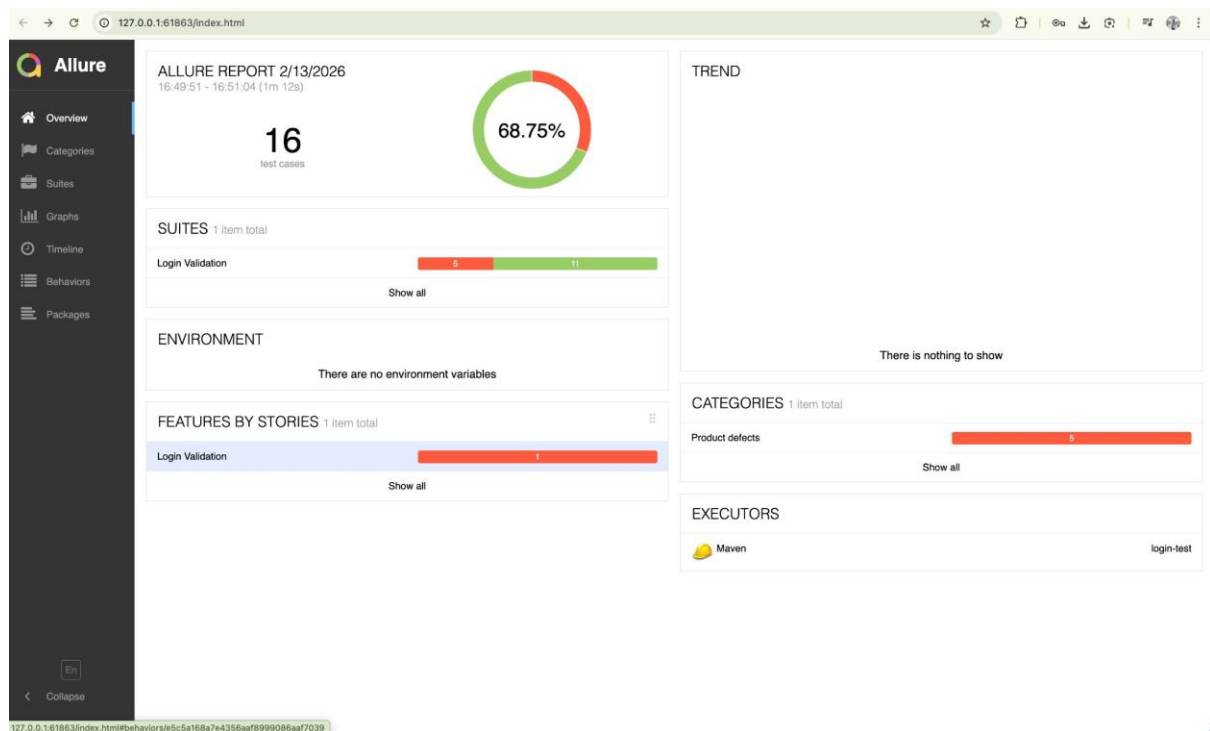 127.0.0.1:61863/index.html
Allure
Overview
Categories
Suites
Graphs
Timeline
Behaviors
Packages
En
Collapse
ALLURE REPORT 2/13/2026
16:49:51 - 16:51:04 (1m 12s)
16
test cases
68.75%
SUITES 1 item total
Login Validation 5 11
Show all
ENVIRONMENT
There are no environment variables
FEATURES BY STORIES 1 item total
Login Validation 1
Show all
TREND
There is nothing to show
CATEGORIES 1 item total
Product defects 5
Show all
EXECUTORS
Maven login-test
127.0.0.1:61863/index.html#behaviors/e5c5a168a7e4356aaf8999086aaf7039